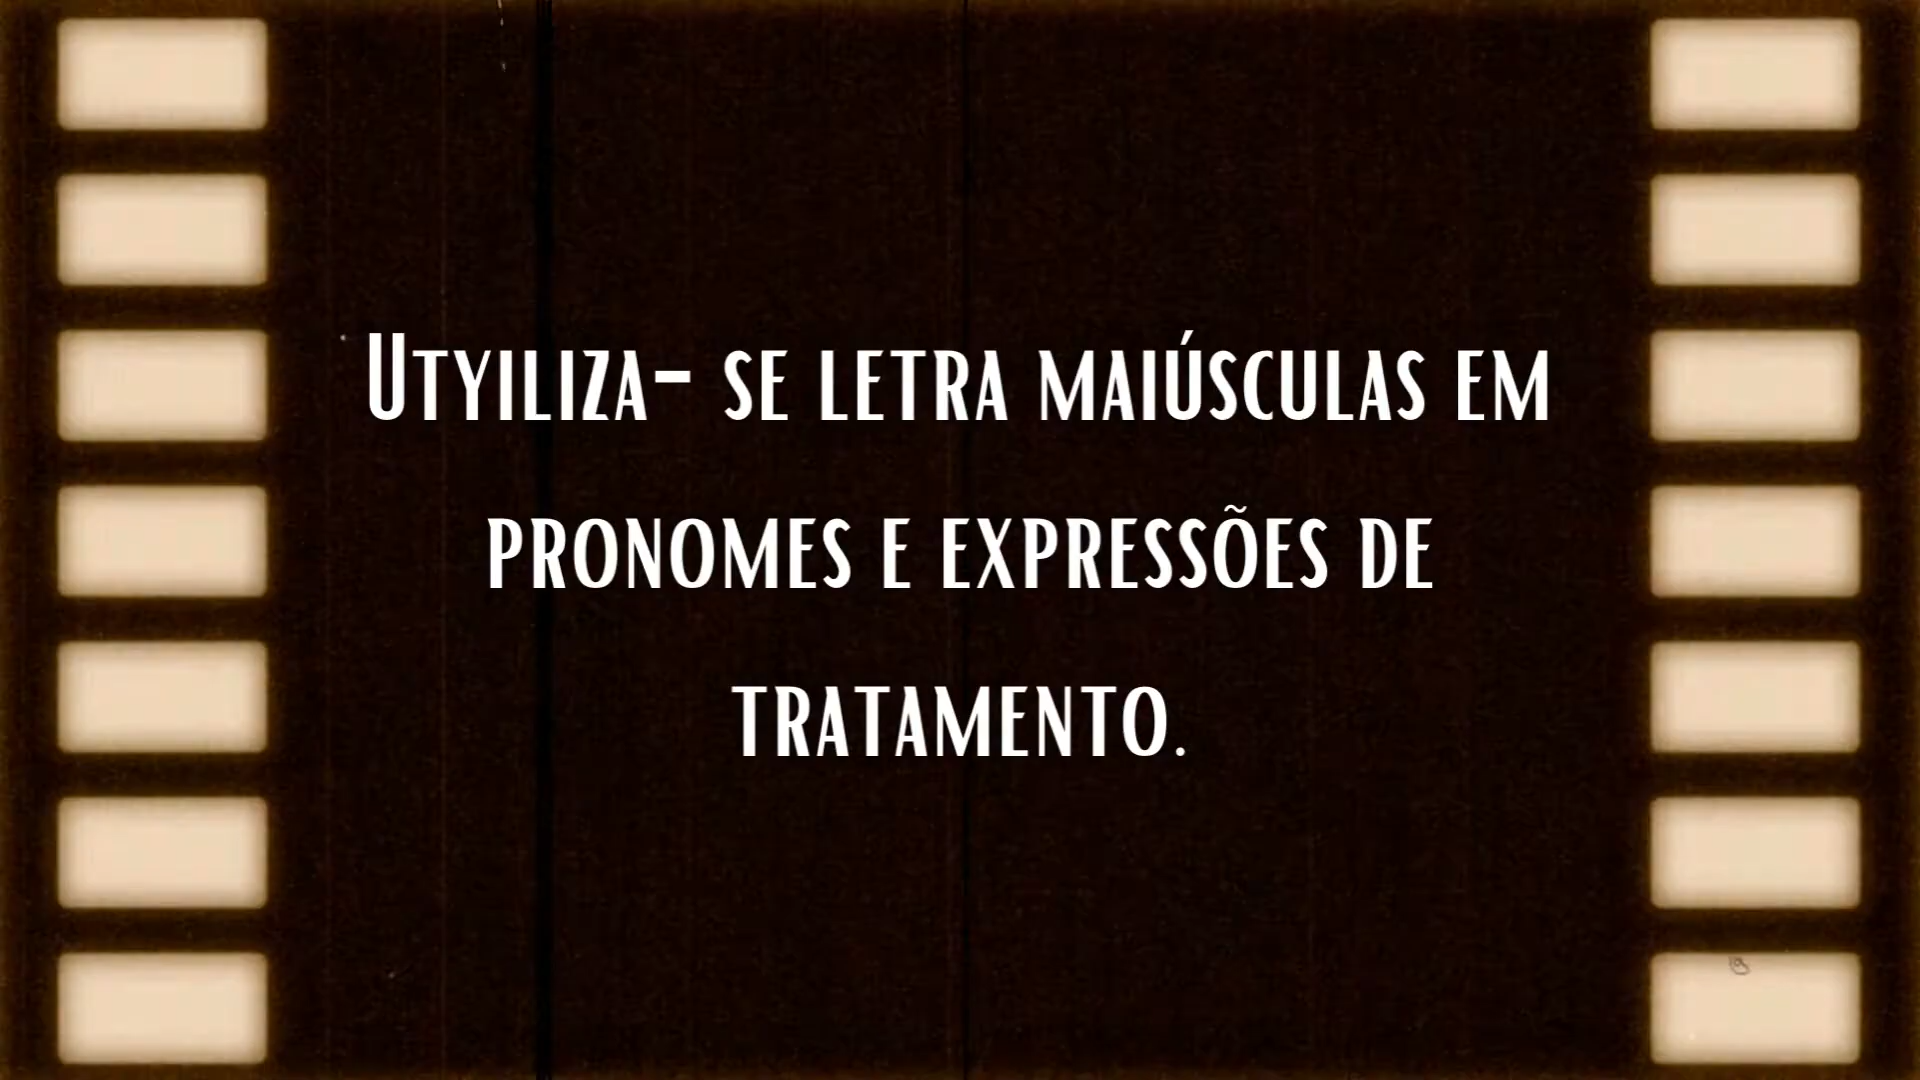 Utyiliza- se letra maiúsculas em
pronomes e expressões de
tratamento.